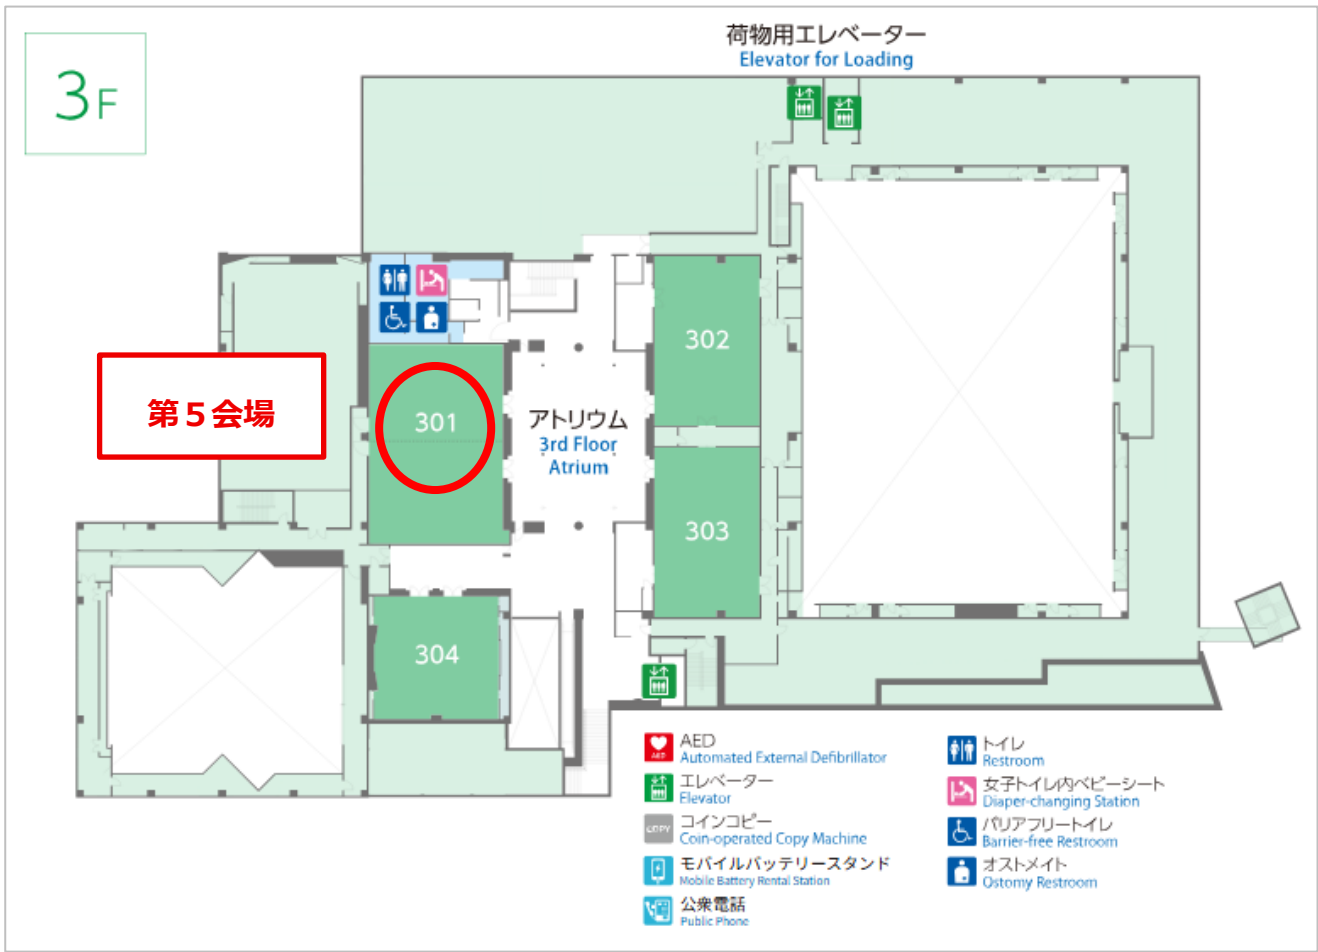 荷物用エレベーター
Elevator for Loading
3F
302
第５会場
301
アトリウム
3rd Floor
Atrium
303
304
AED
Automated External Defibrillator
エレベーター
Elevator
COPY
コインコピー
Coin-operated Copy Machine
モバイルバッテリースタンド
Mobile Battery Rental Station
公衆電話
Public Phone
トイレ
Restroom
女子トイレ内ベビーシート
Diaper-changing Station
バリアフリートイレ
Barrier-free Restroom
オストメイト
Ostomy Restroom